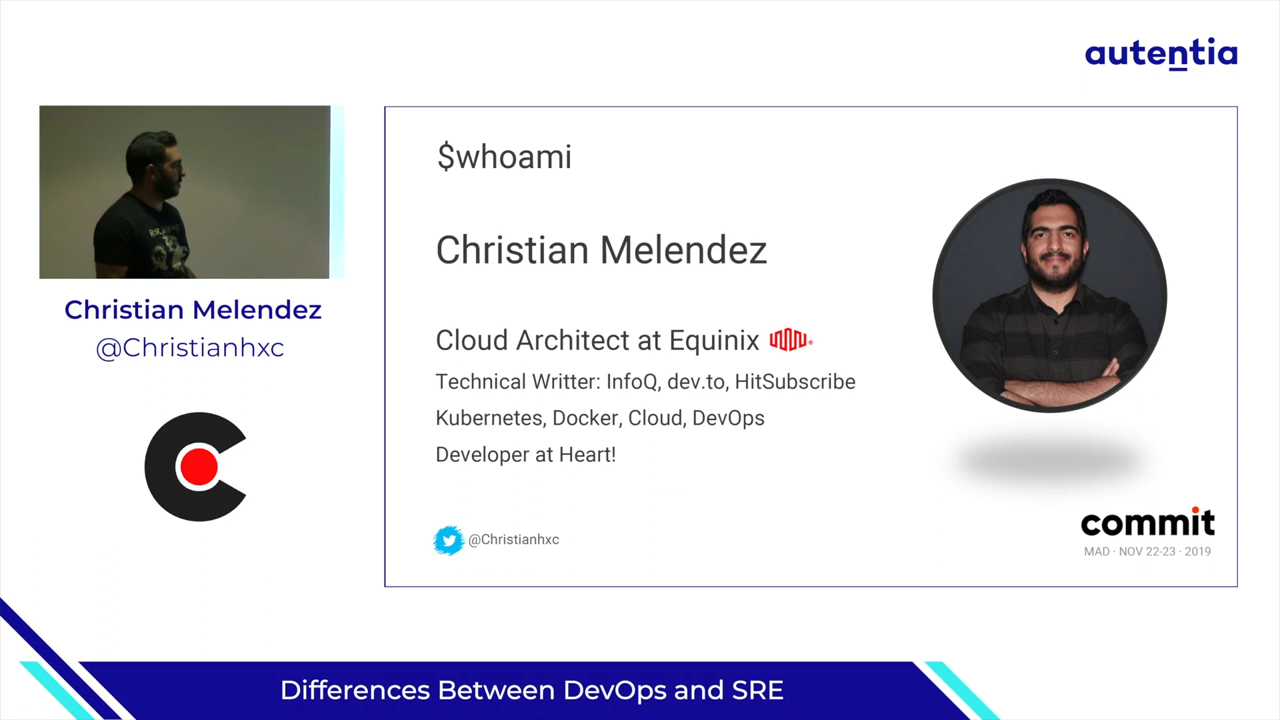 autentia
$whoami
Christian Melendez
Cloud Architect at Equinix
Technical Writter: InfoQ, dev.to, HitSubscribe
Kubernetes, Docker, Cloud, DevOps
Developer at Heart!
@Christianhxc
commit
MAD · NOV 22-23 · 2019
Christian Melendez
@Christianhxc
Differences Between DevOps and SRE